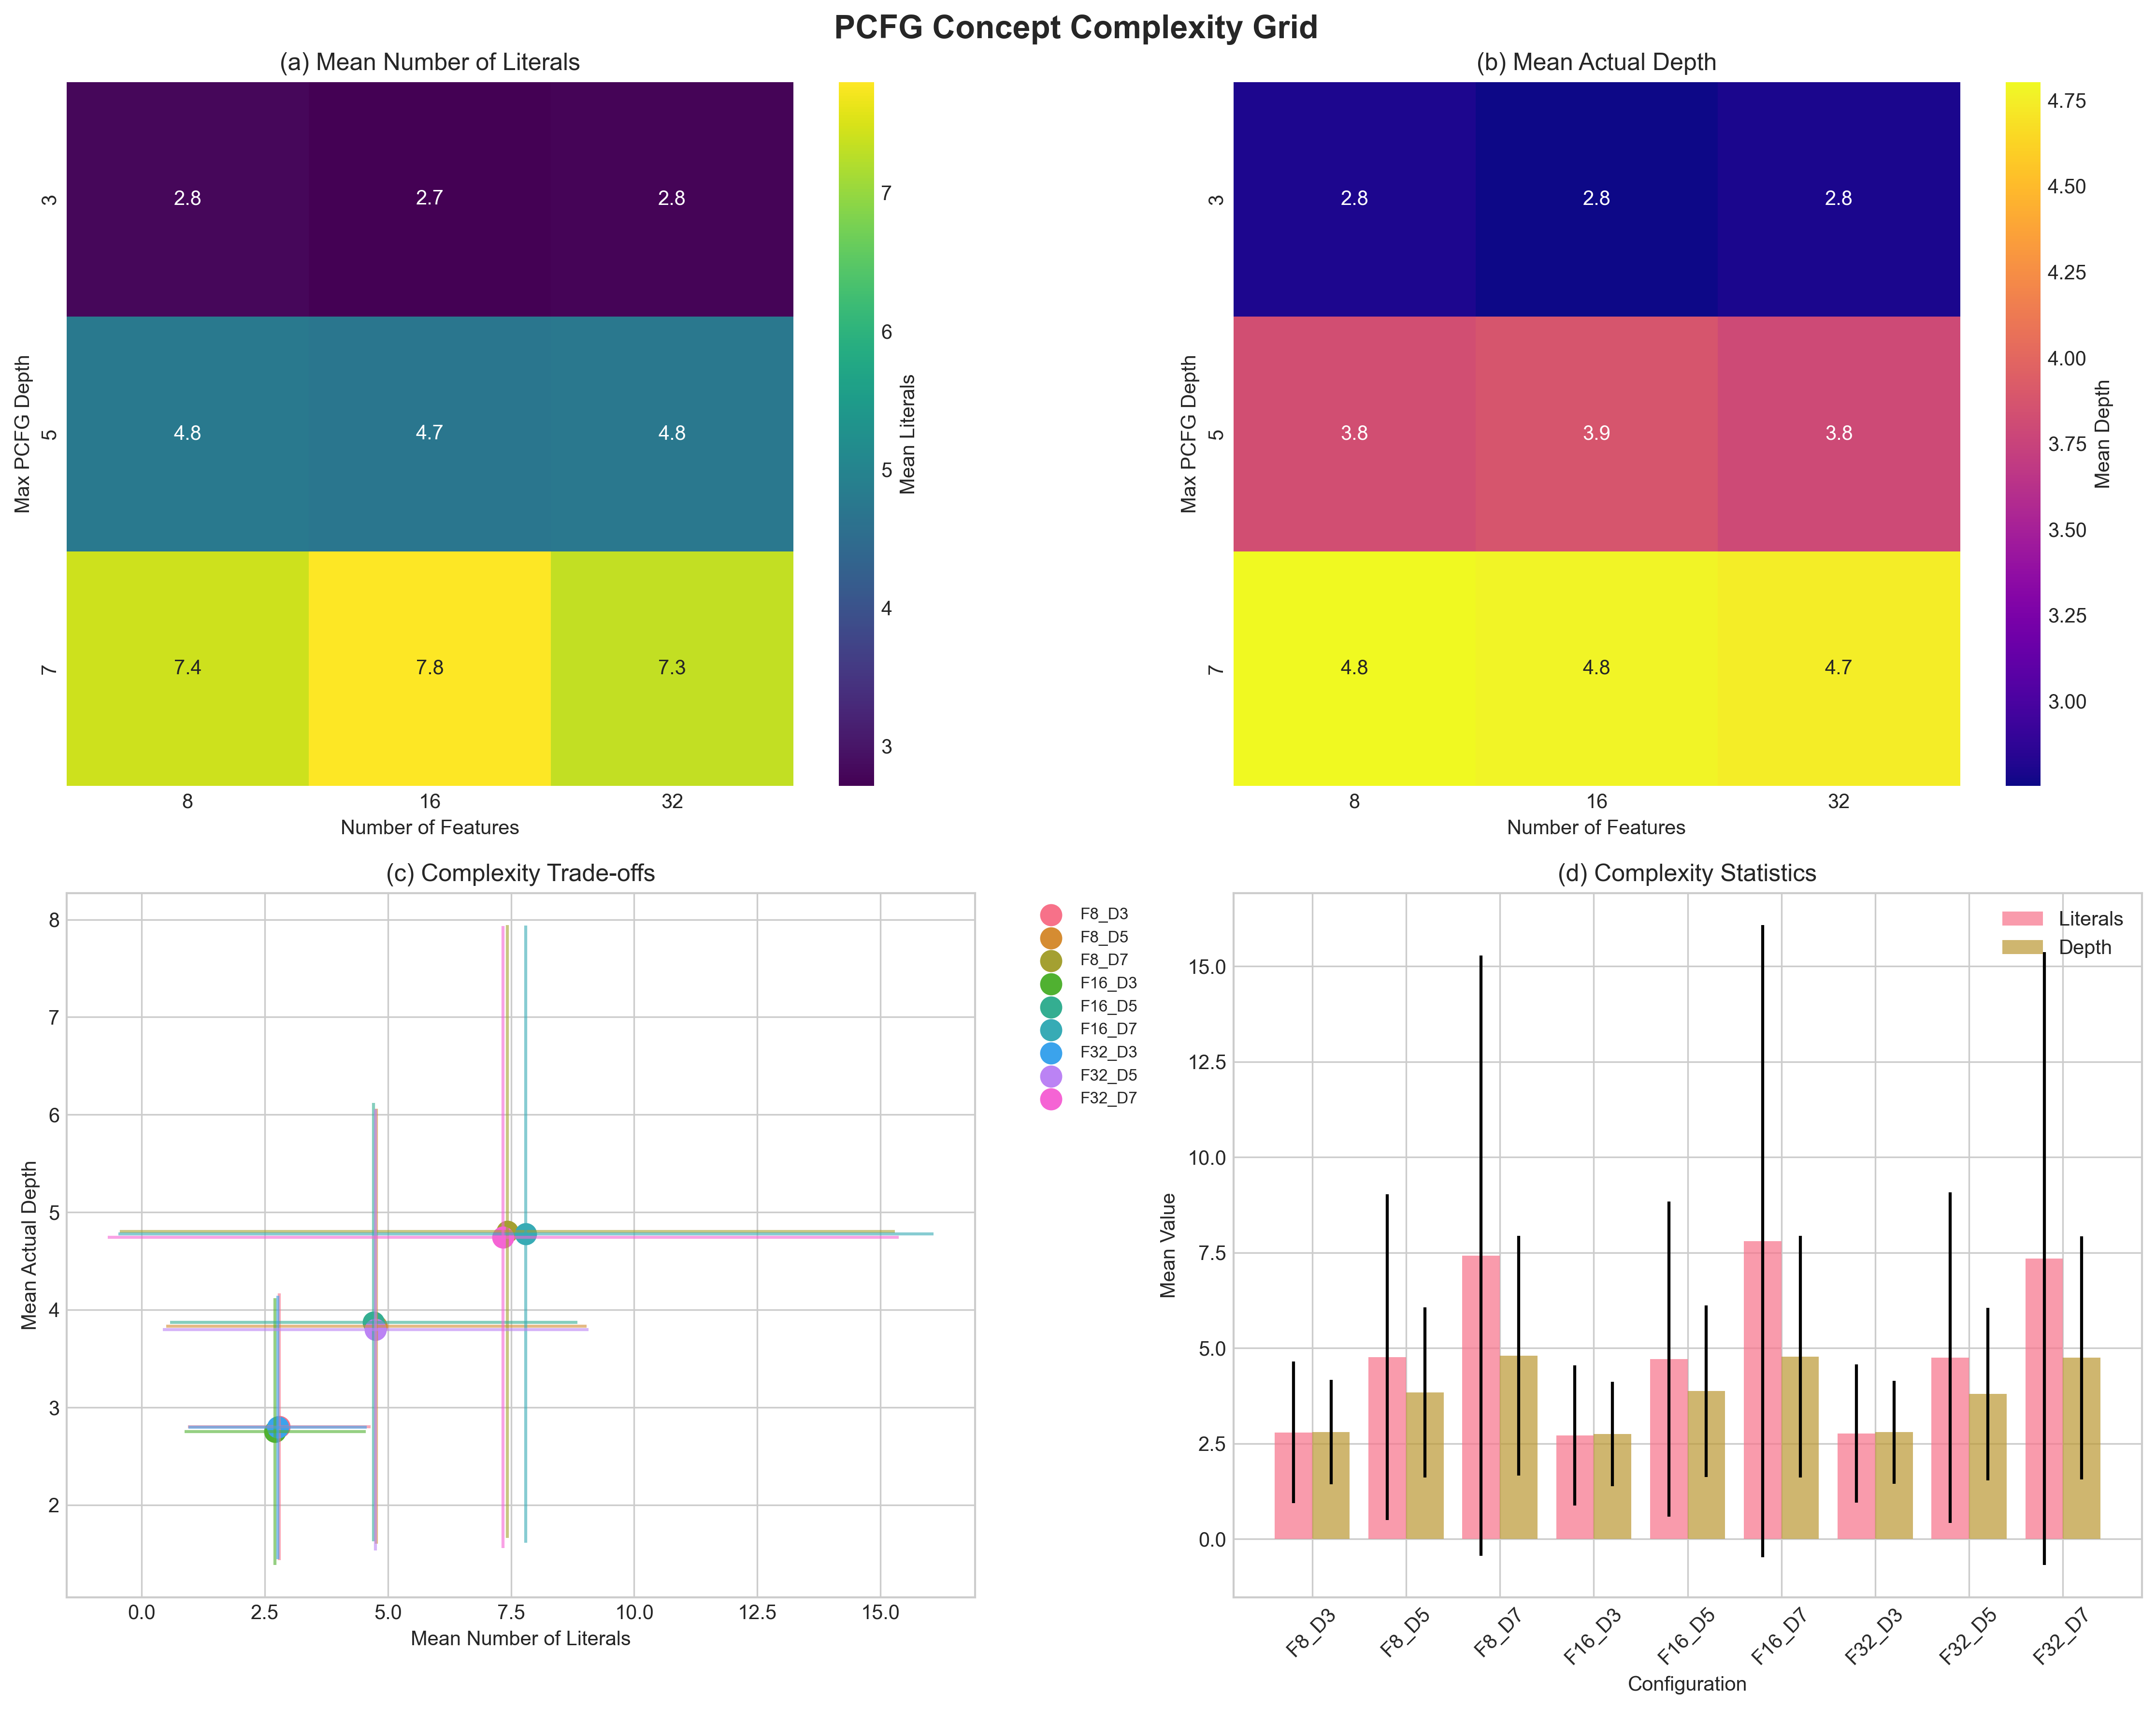 PCFG Concept Complexity Grid
(a) Mean Number of Literals
Max PCFG Depth
3
5
7
2.8 2.7 2.8
4.8 4.7 4.8
7.4 7.8 7.3
8 16 32
Number of Features
7
6
5
4
3
Mean Literals
(b) Mean Actual Depth
Max PCFG Depth
3
5
7
2.8 2.8 2.8
3.8 3.9 3.8
4.8 4.8 4.7
8 16 32
Number of Features
4.75
4.50
4.25
4.00
3.75
3.50
3.25
3.00
Mean Depth
(c) Complexity Trade-offs
Mean Actual Depth
8
7
6
5
4
3
2
0.0 2.5 5.0 7.5 10.0 12.5 15.0
Mean Number of Literals
F8_D3
F8_D5
F8_D7
F16_D3
F16_D5
F16_D7
F32_D3
F32_D5
F32_D7
(d) Complexity Statistics
Literals
Depth
Mean Value
15.0
12.5
10.0
7.5
5.0
2.5
0.0
F8_D3 F8_D5 F8_D7 F16_D3 F16_D5 F16_D7 F32_D3 F32_D5 F32_D7
Configuration